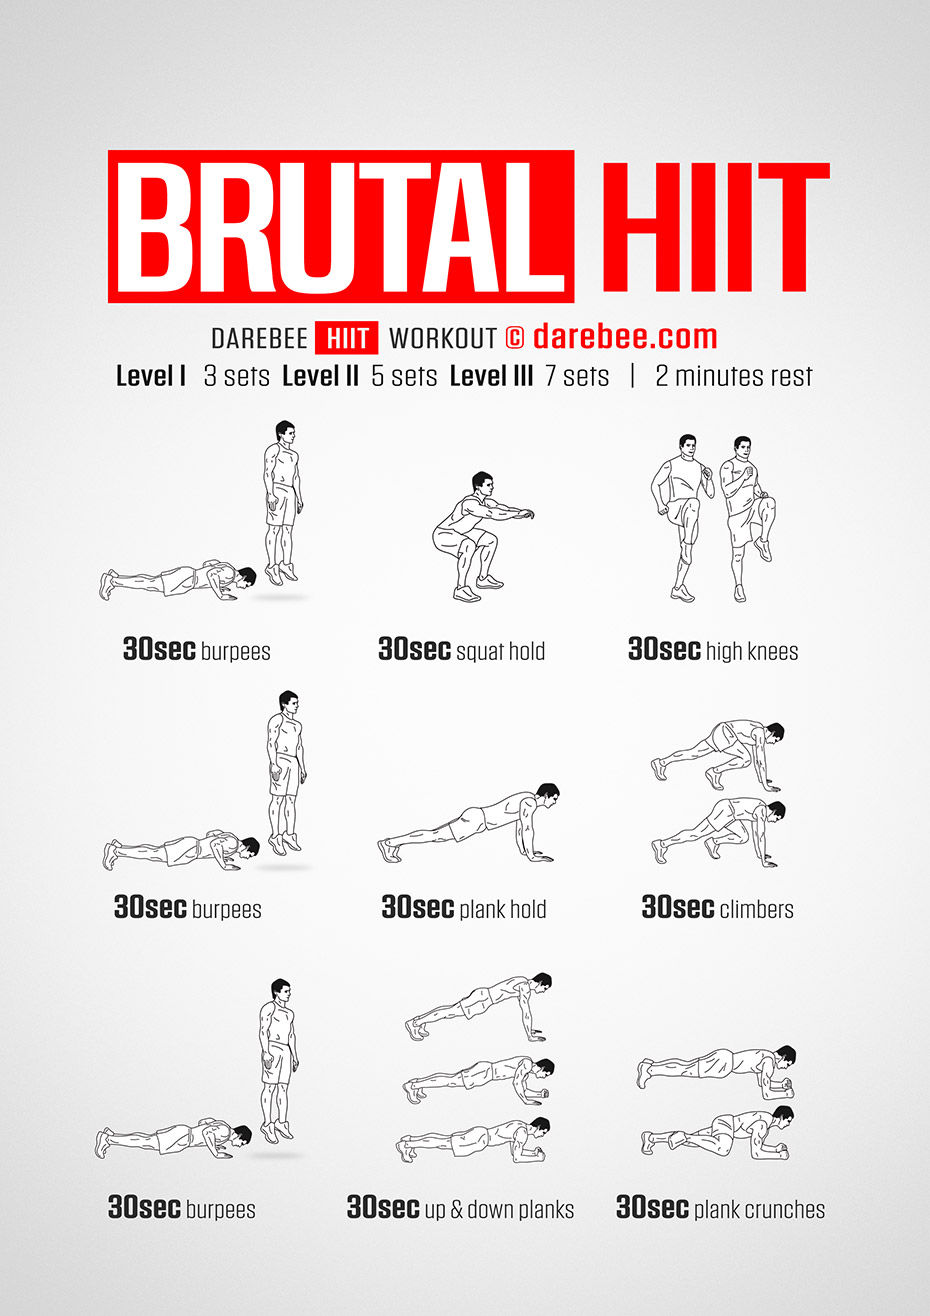 BRUTAL HIIT
DAREBEE HIIT WORKOUT © darebee.com
Level I 3 sets Level II 5 sets Level III 7 sets | 2 minutes rest
30sec burpees
30sec squat hold
30sec high knees
30sec burpees
30sec plank hold
30sec climbers
30sec burpees
30sec up & down planks
30sec plank crunches